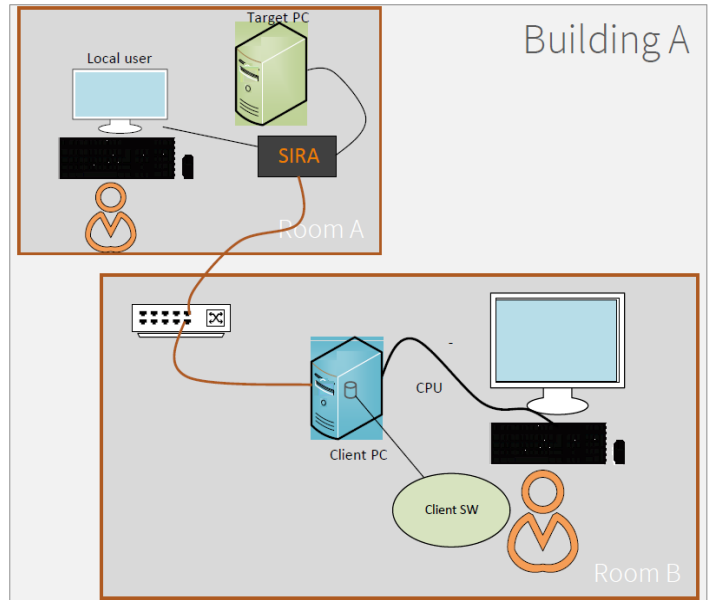 Building A
Target PC
Local user
SIRA
Room A
-
CPU
Client PC
Client SW
Room B